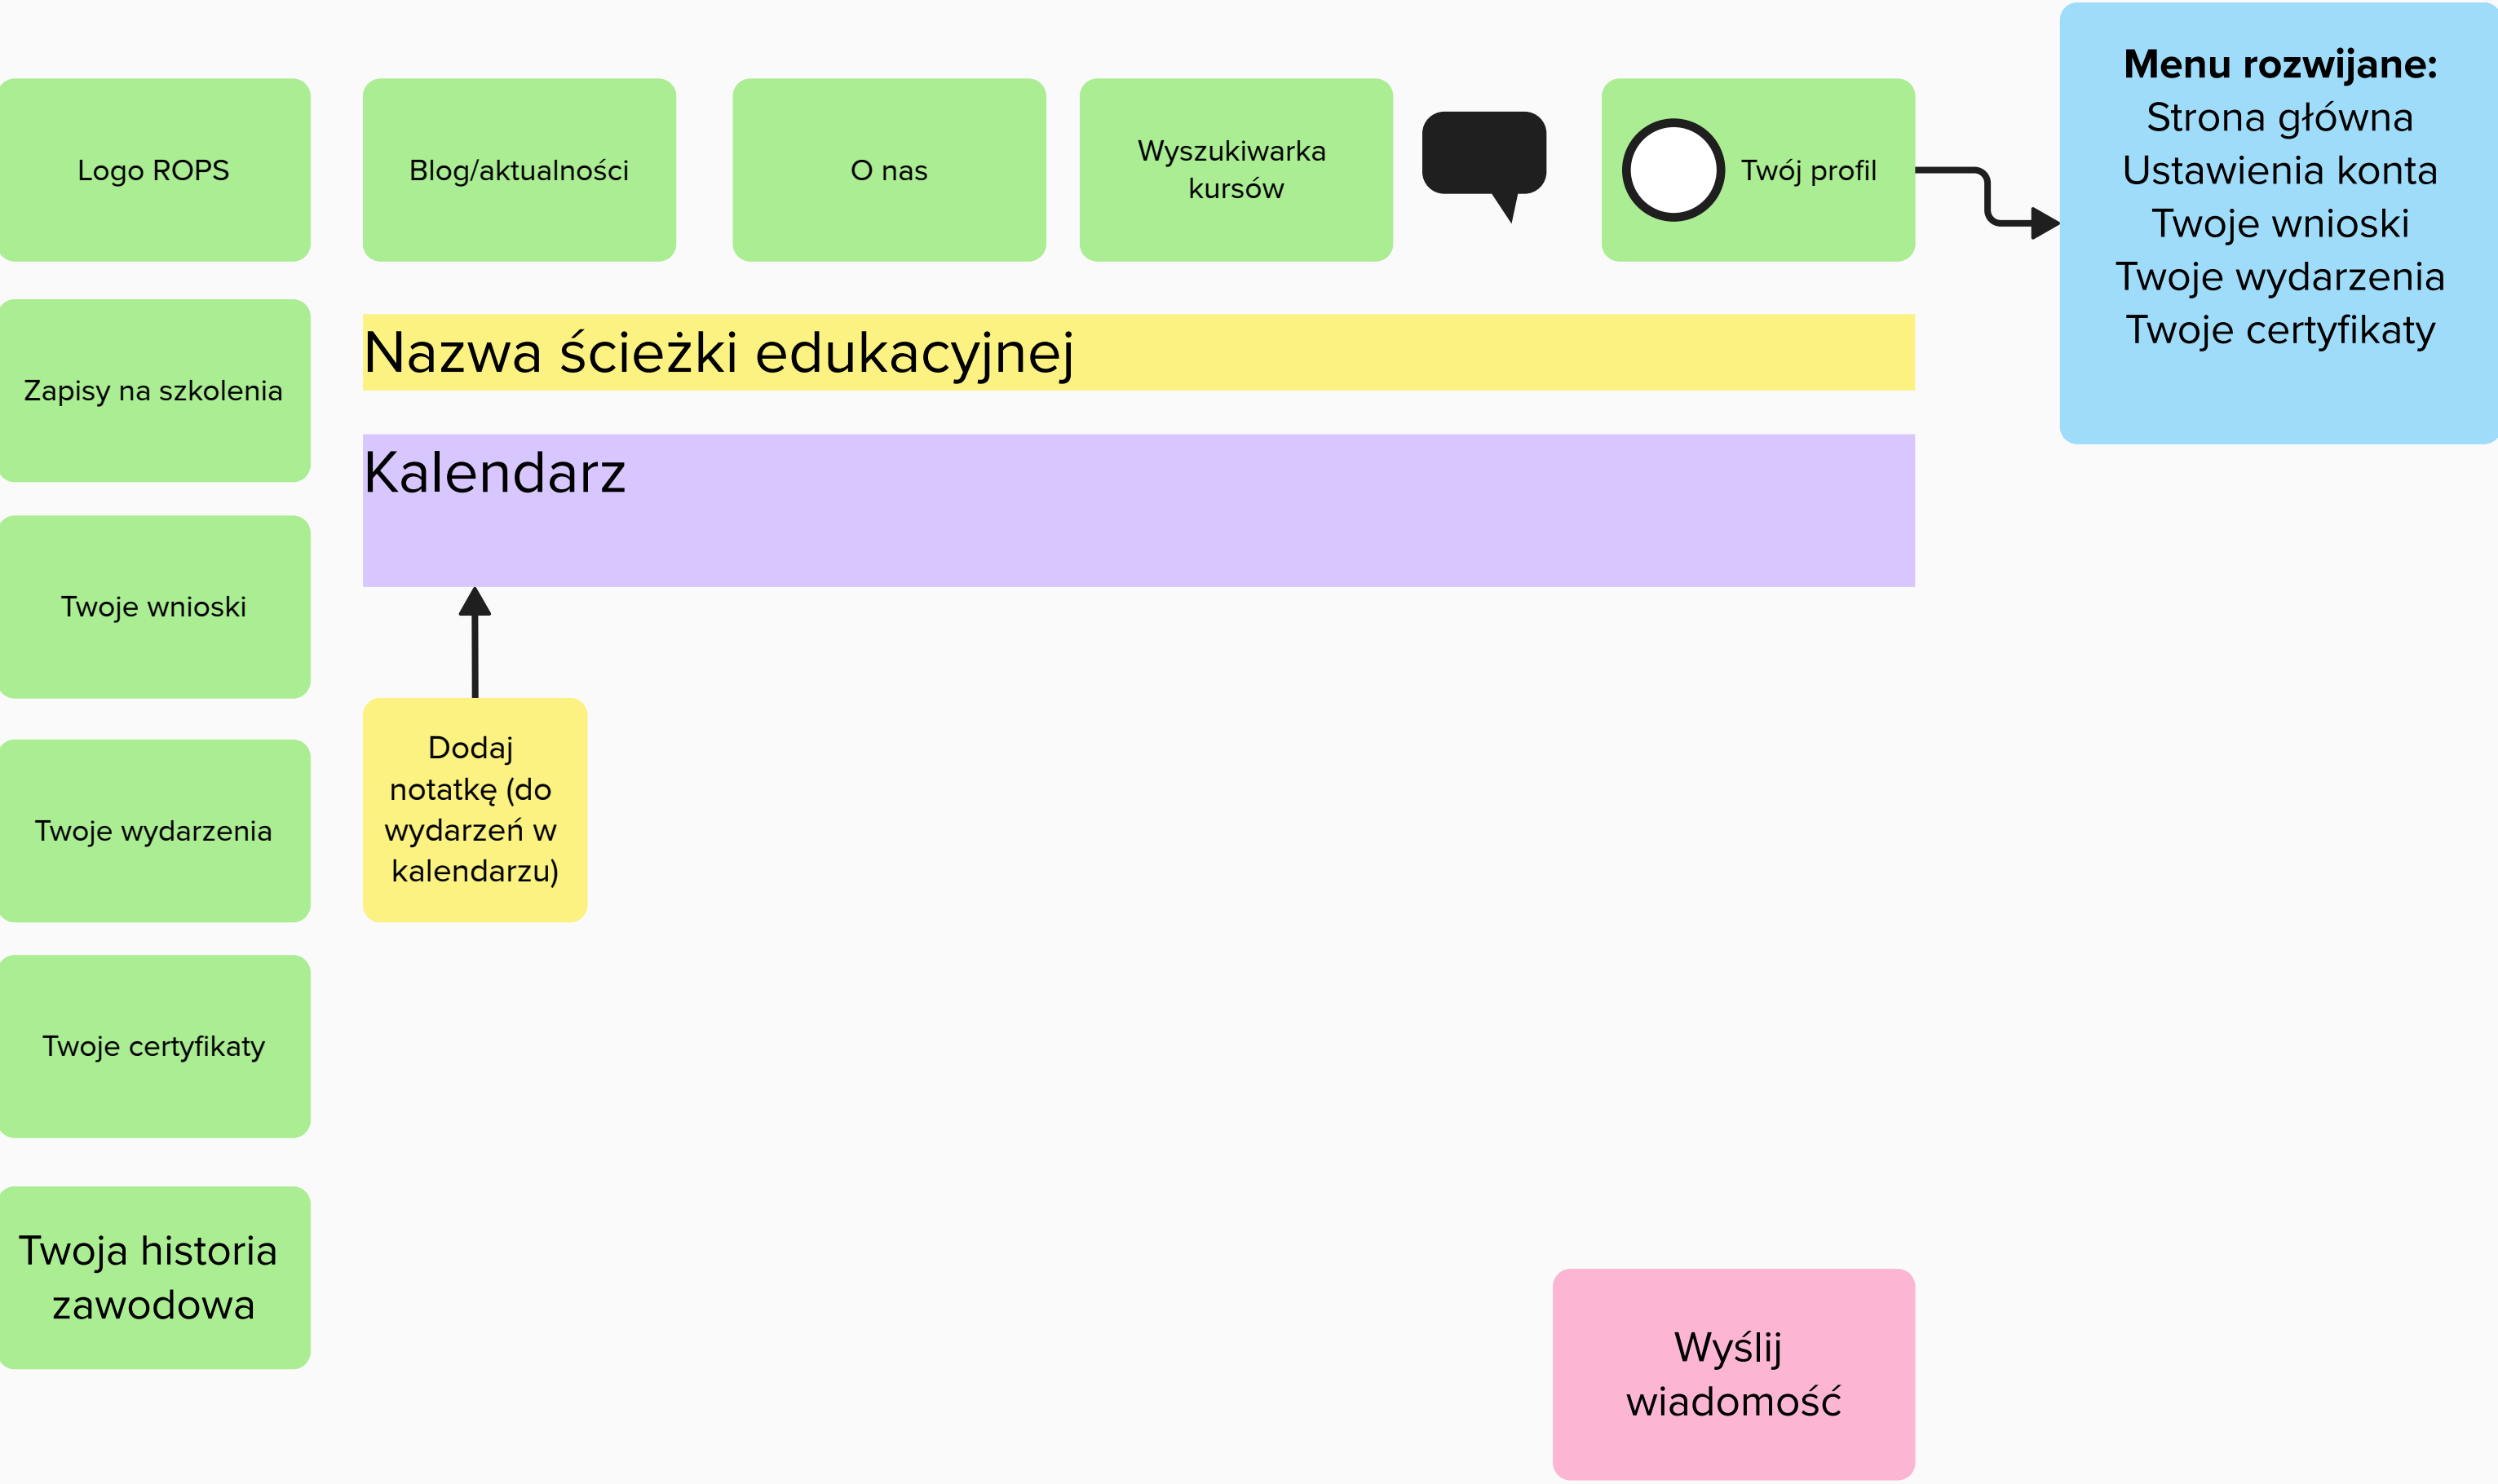 Logo ROPS
Blog/aktualności
O nas
Wyszukiwarka
kursów
Twój profil
Menu rozwijane:
Strona główna
Ustawienia konta
Twoje wnioski
Twoje wydarzenia
Twoje certyfikaty
Zapisy na szkolenia
Nazwa ścieżki edukacyjnej
Kalendarz
Twoje wnioski
Dodaj
notatkę (do
wydarzeń w
kalendarzu)
Twoje wydarzenia
Twoje certyfikaty
Twoja historia
zawodowa
Wyślij
wiadomość